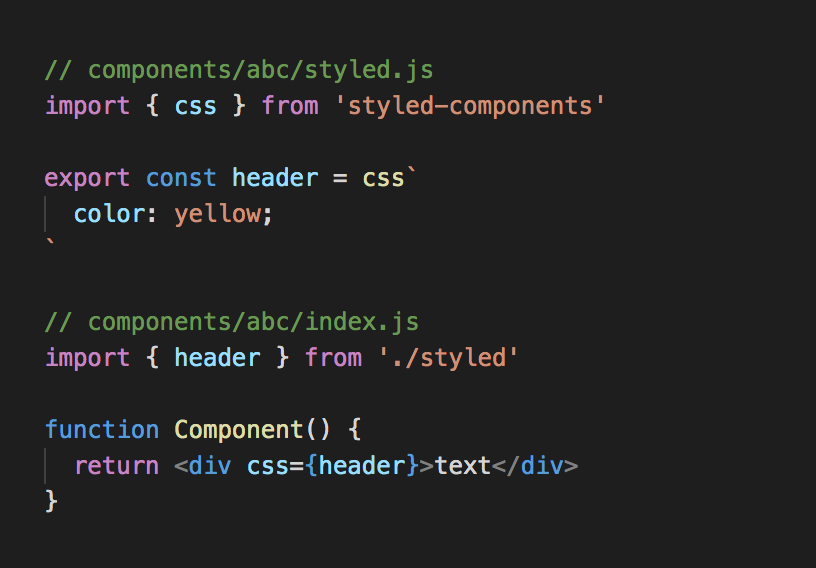 // components/abc/styled.js
import { css } from 'styled-components'
export const header = css`
color: yellow;
`
// components/abc/index.js
import { header } from './styled'
function Component() {
return <div css={header}>text</div>
}